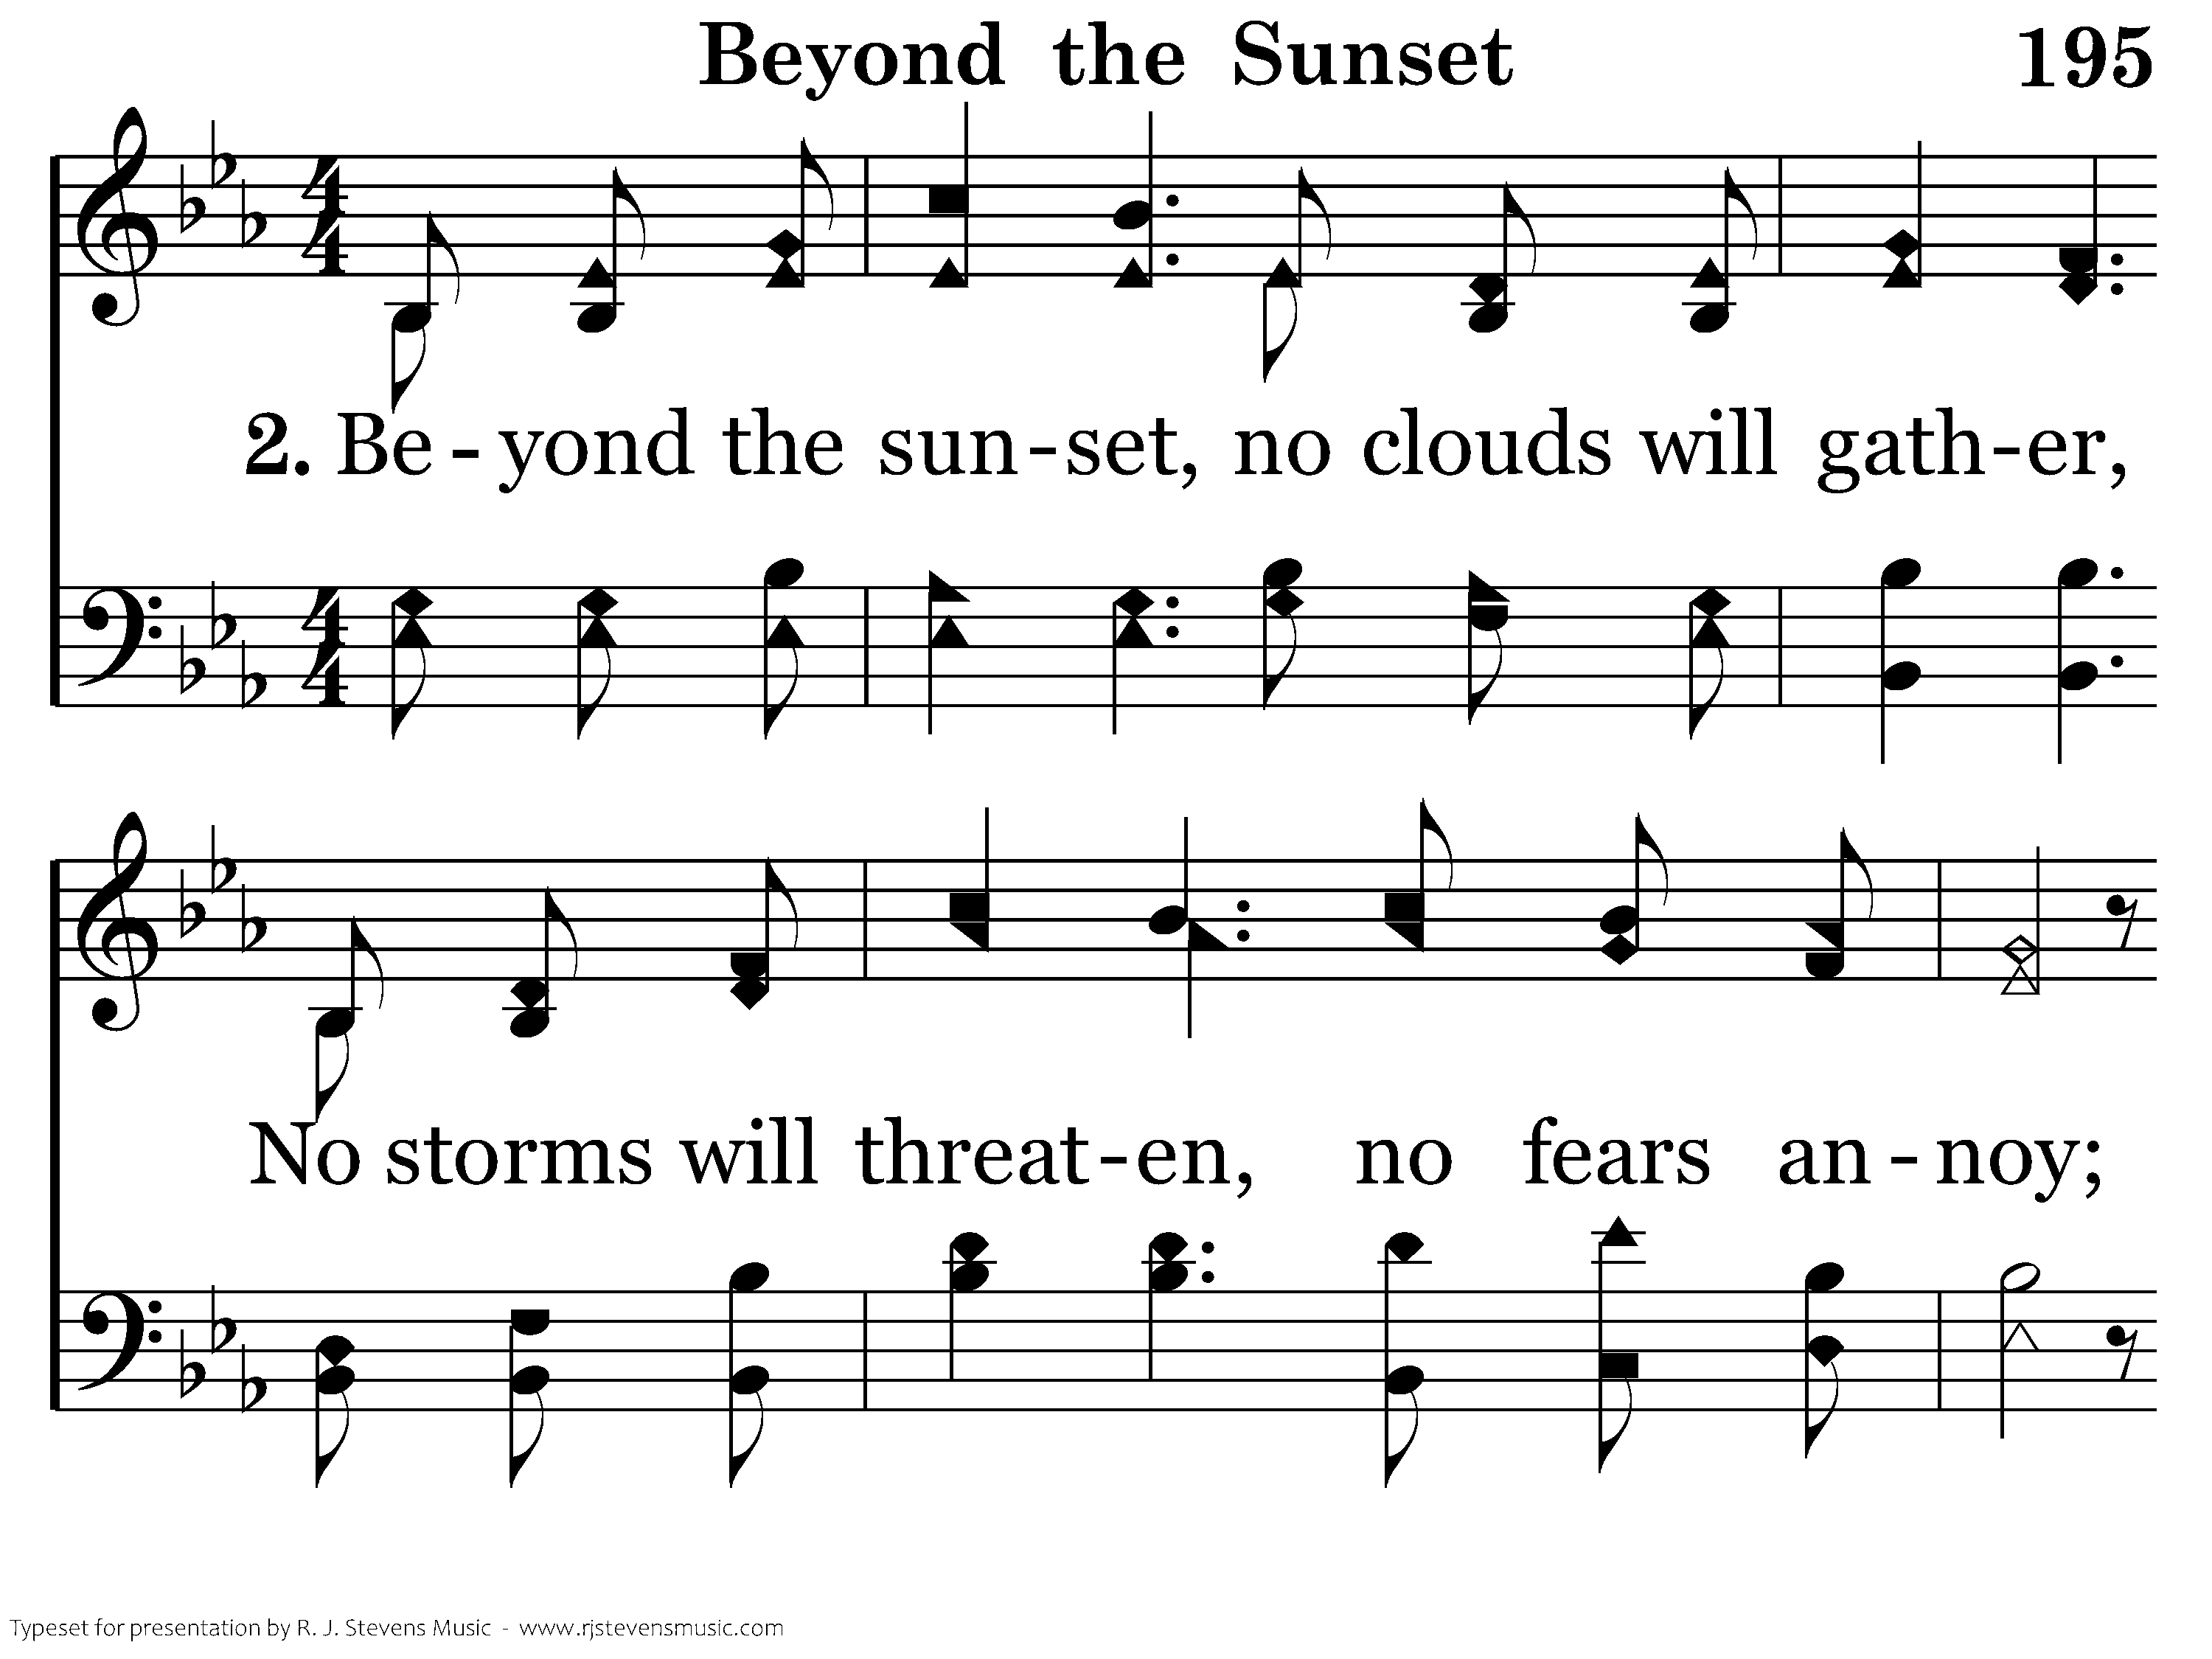 Beyond the Sunset 195
2. Be-yond the sun-set, no clouds will gath-er,
No storms will threat-en, no fears an-noy;
Typeset for presentation by R. J. Stevens Music - www.rjstevensmusic.com